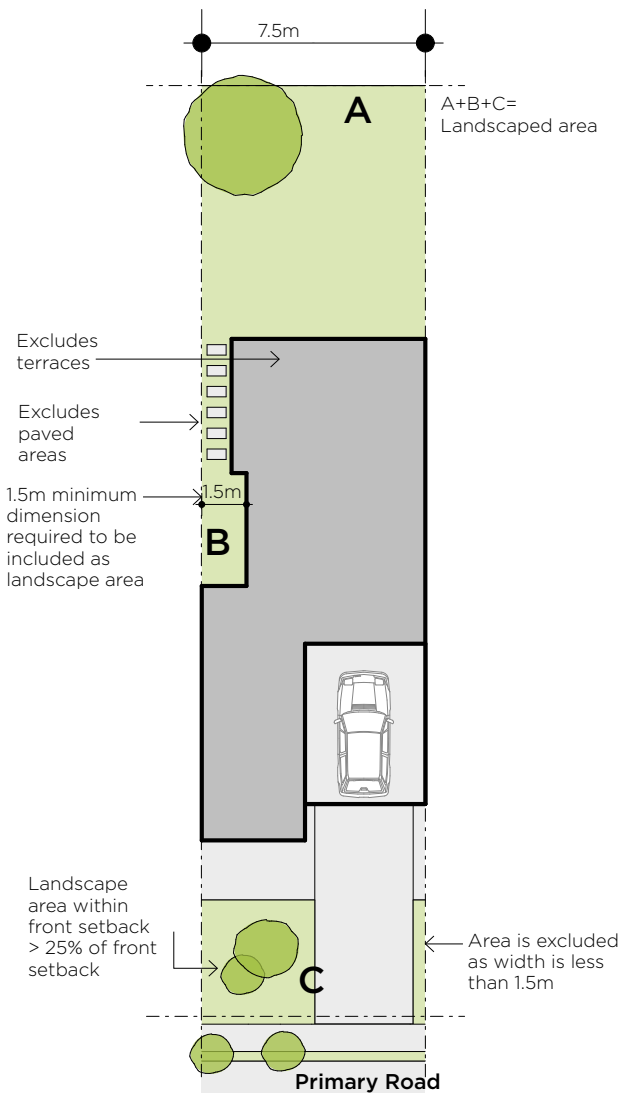 7.5m
A
A+B+C=
Landscaped area
Excludes
terraces
Excludes
paved
areas
1.5m minimum
dimension
required to be
included as
landscape area
1.5m
B
Landscape
area within
front setback
> 25% of front
setback
C
Area is excluded
as width is less
than 1.5m
Primary Road